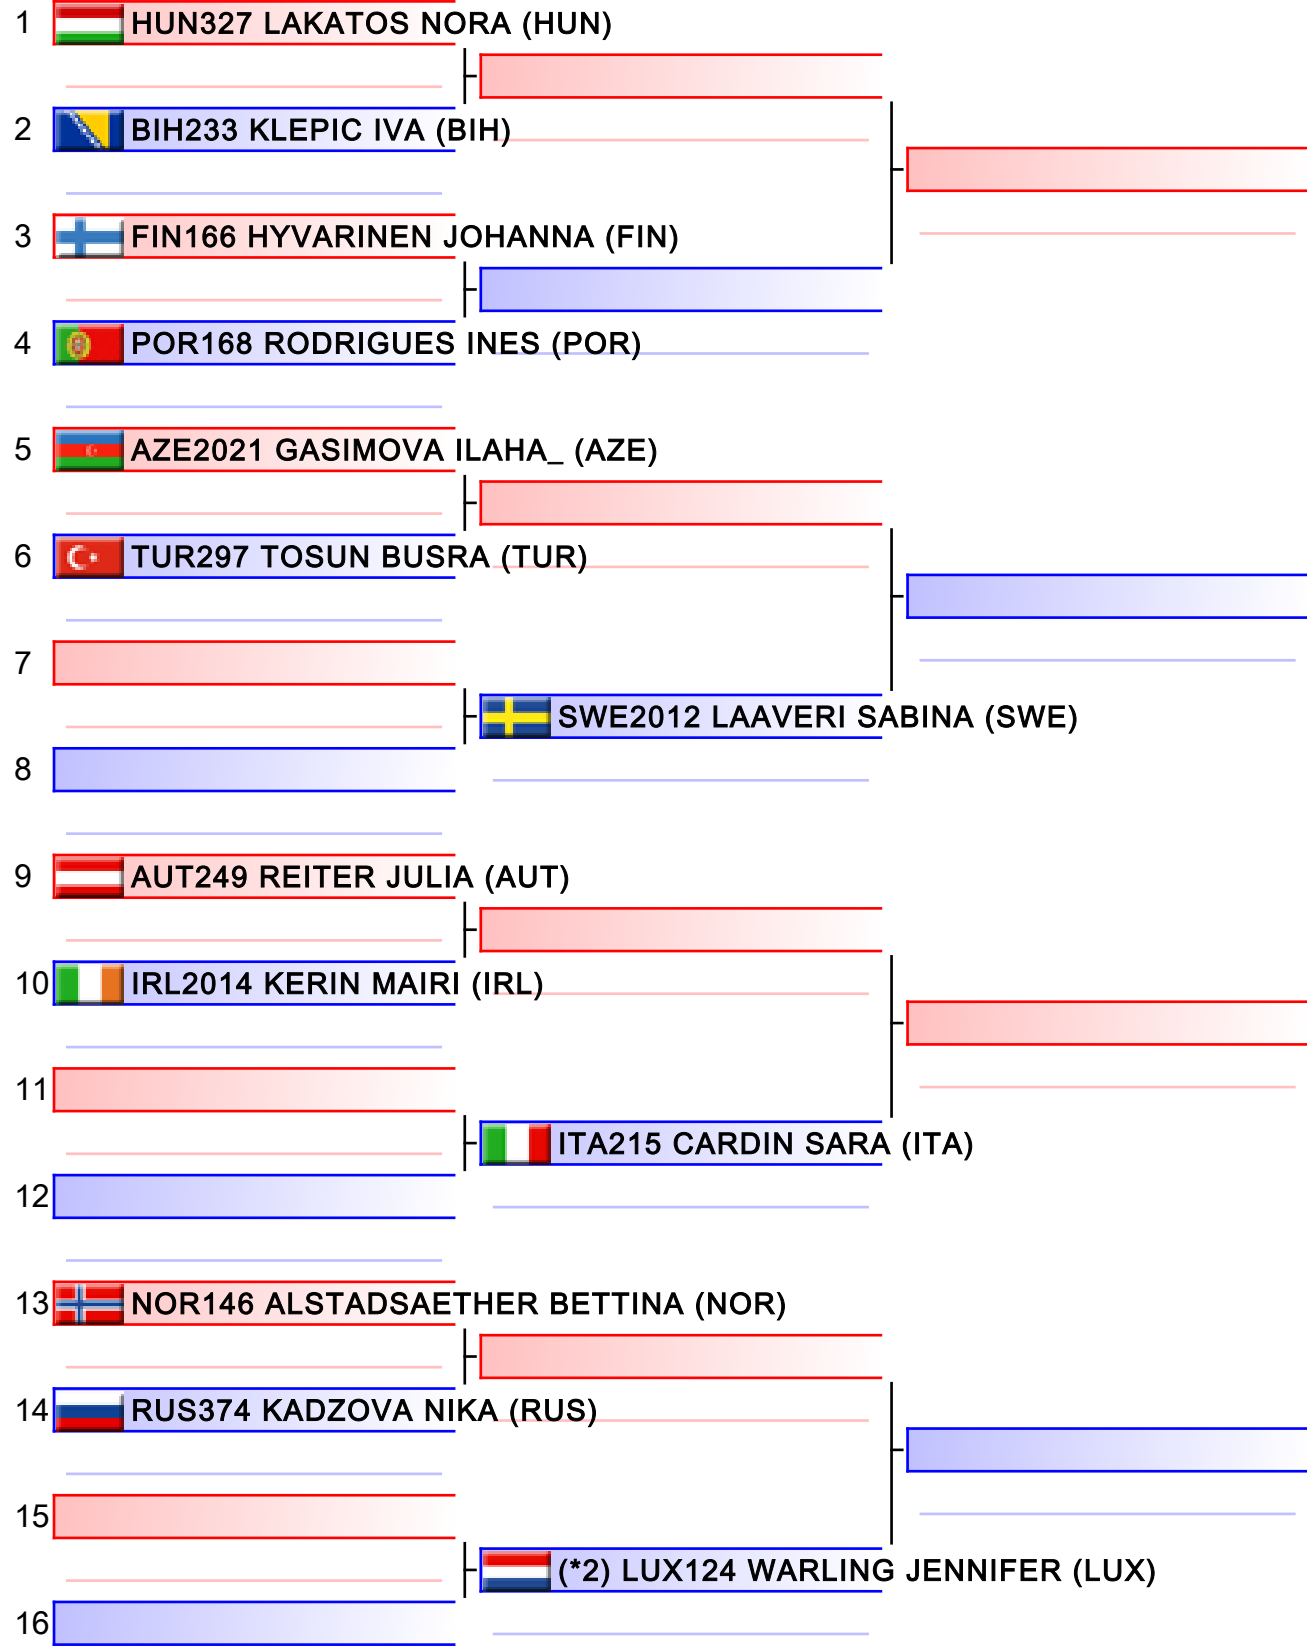 1 HUN327 LAKATOS NORA (HUN)
2 BIH233 KLEPIC IVA (BIH)
3 FIN166 HYVARINEN JOHANNA (FIN)
4 POR168 RODRIGUES INES (POR)
5 AZE2021 GASIMOVA ILAHA_ (AZE)
6 TUR297 TOSUN BUSRA (TUR)
7
SWE2012 LAAVERI SABINA (SWE)
8
9 AUT249 REITER JULIA (AUT)
10 IRL2014 KERIN MAIRI (IRL)
11
ITA215 CARDIN SARA (ITA)
12
13 NOR146 ALSTADSAETHER BETTINA (NOR)
14 RUS374 KADZOVA NIKA (RUS)
15
(*2) LUX124 WARLING JENNIFER (LUX)
16